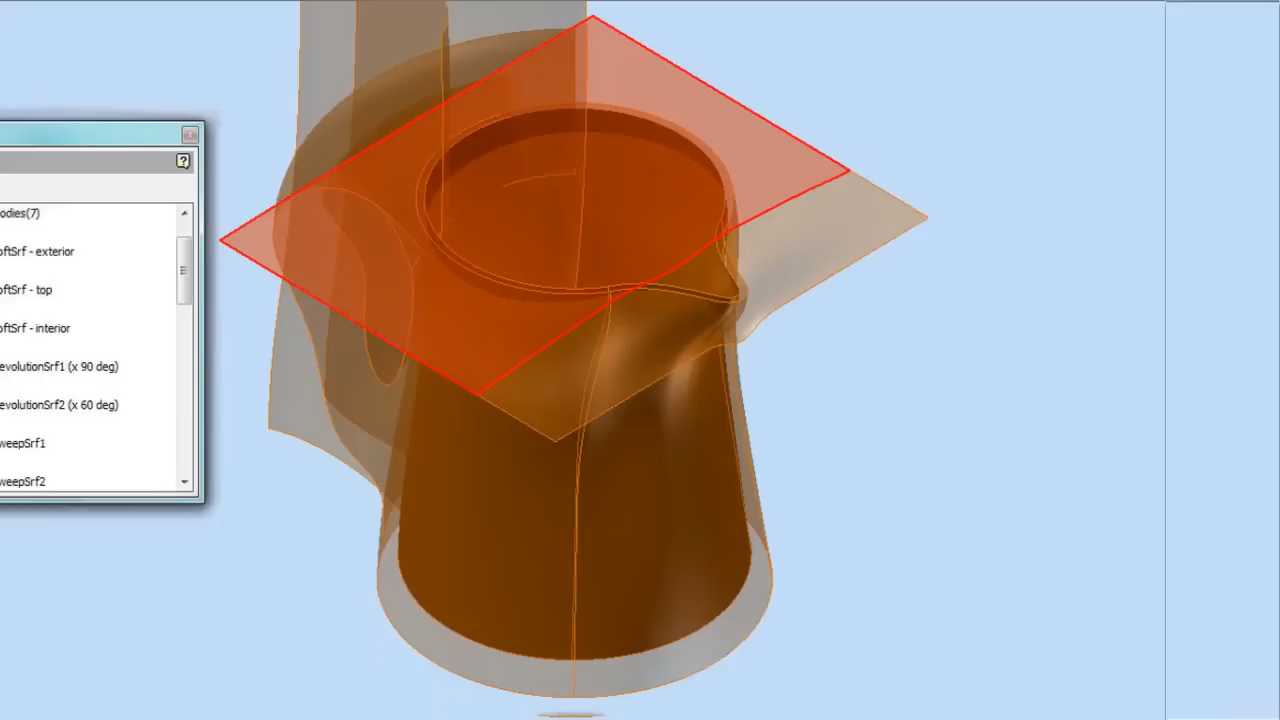 odies(7)
oftSrf - exterior
oftSrf - top
oftSrf - interior
evolutionSrf1 (x 90 deg)
evolutionSrf2 (x 60 deg)
weepSrf1
weepSrf2